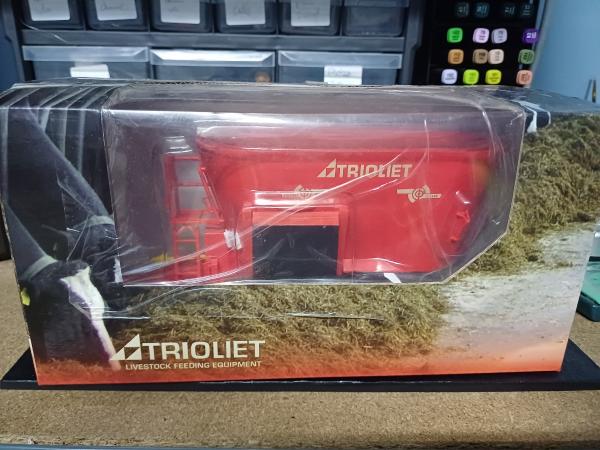 TRIOLIET
TRIOLIET
LIVESTOCK FEEDING EQUIPMENT